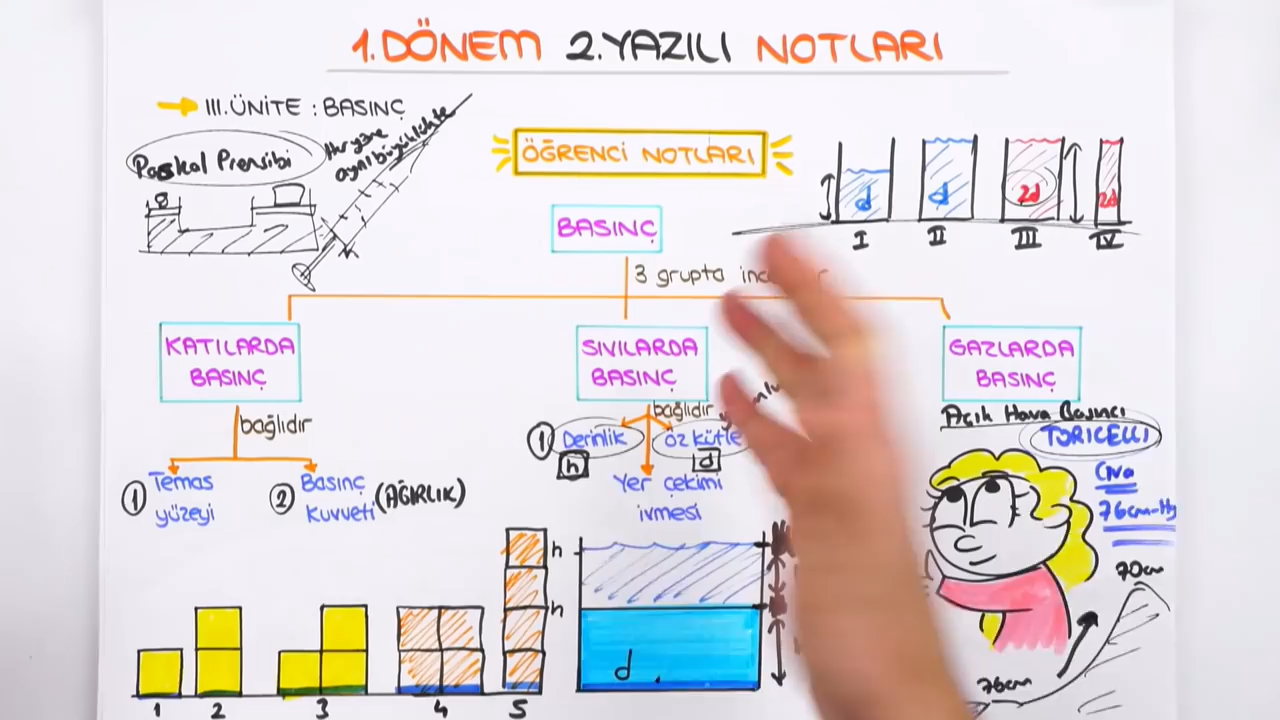 1.DÖNEM 2.YAZILI NOTLARI
III.ÜNİTE : BASINÇ
Paskal Prensibi
Her yöne
aynı büyüklükte
ÖĞRENCİ NOTLARI
d
d
2d
2d
I
II
III
IV
BASINÇ
3 grupta
KATILARDA
BASINÇ
SIVILARDA
BASINÇ
GAZLARDA
BASINÇ
bağlıdır
1 Temas
yüzeyi
2 Basınç
kuvveti (AĞIRLIK)
bağlıdır
1 Derinlik
h
öz kütle
d
Yer çekimi
ivmesi
Açık Hava Basıncı
TORICELLI
Cıva
76cm-Hg
70cm
76cm
h
h
d
1
2
3
4
5